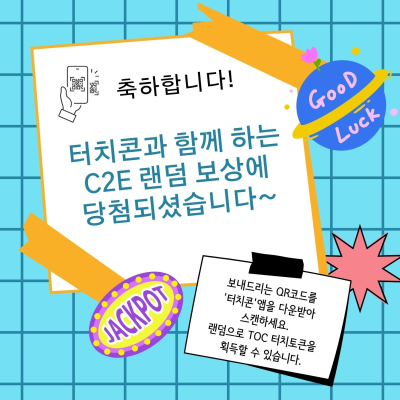 축하합니다!
터치콘과 함께 하는
C2E 랜덤 보상에
당첨되셨습니다~
GOOD
Luck
JACKPOT
보내드리는 QR코드를
'터치콘'앱을 다운받아
스캔하세요.
랜덤으로 TOC 터치토큰을
획득할 수 있습니다.